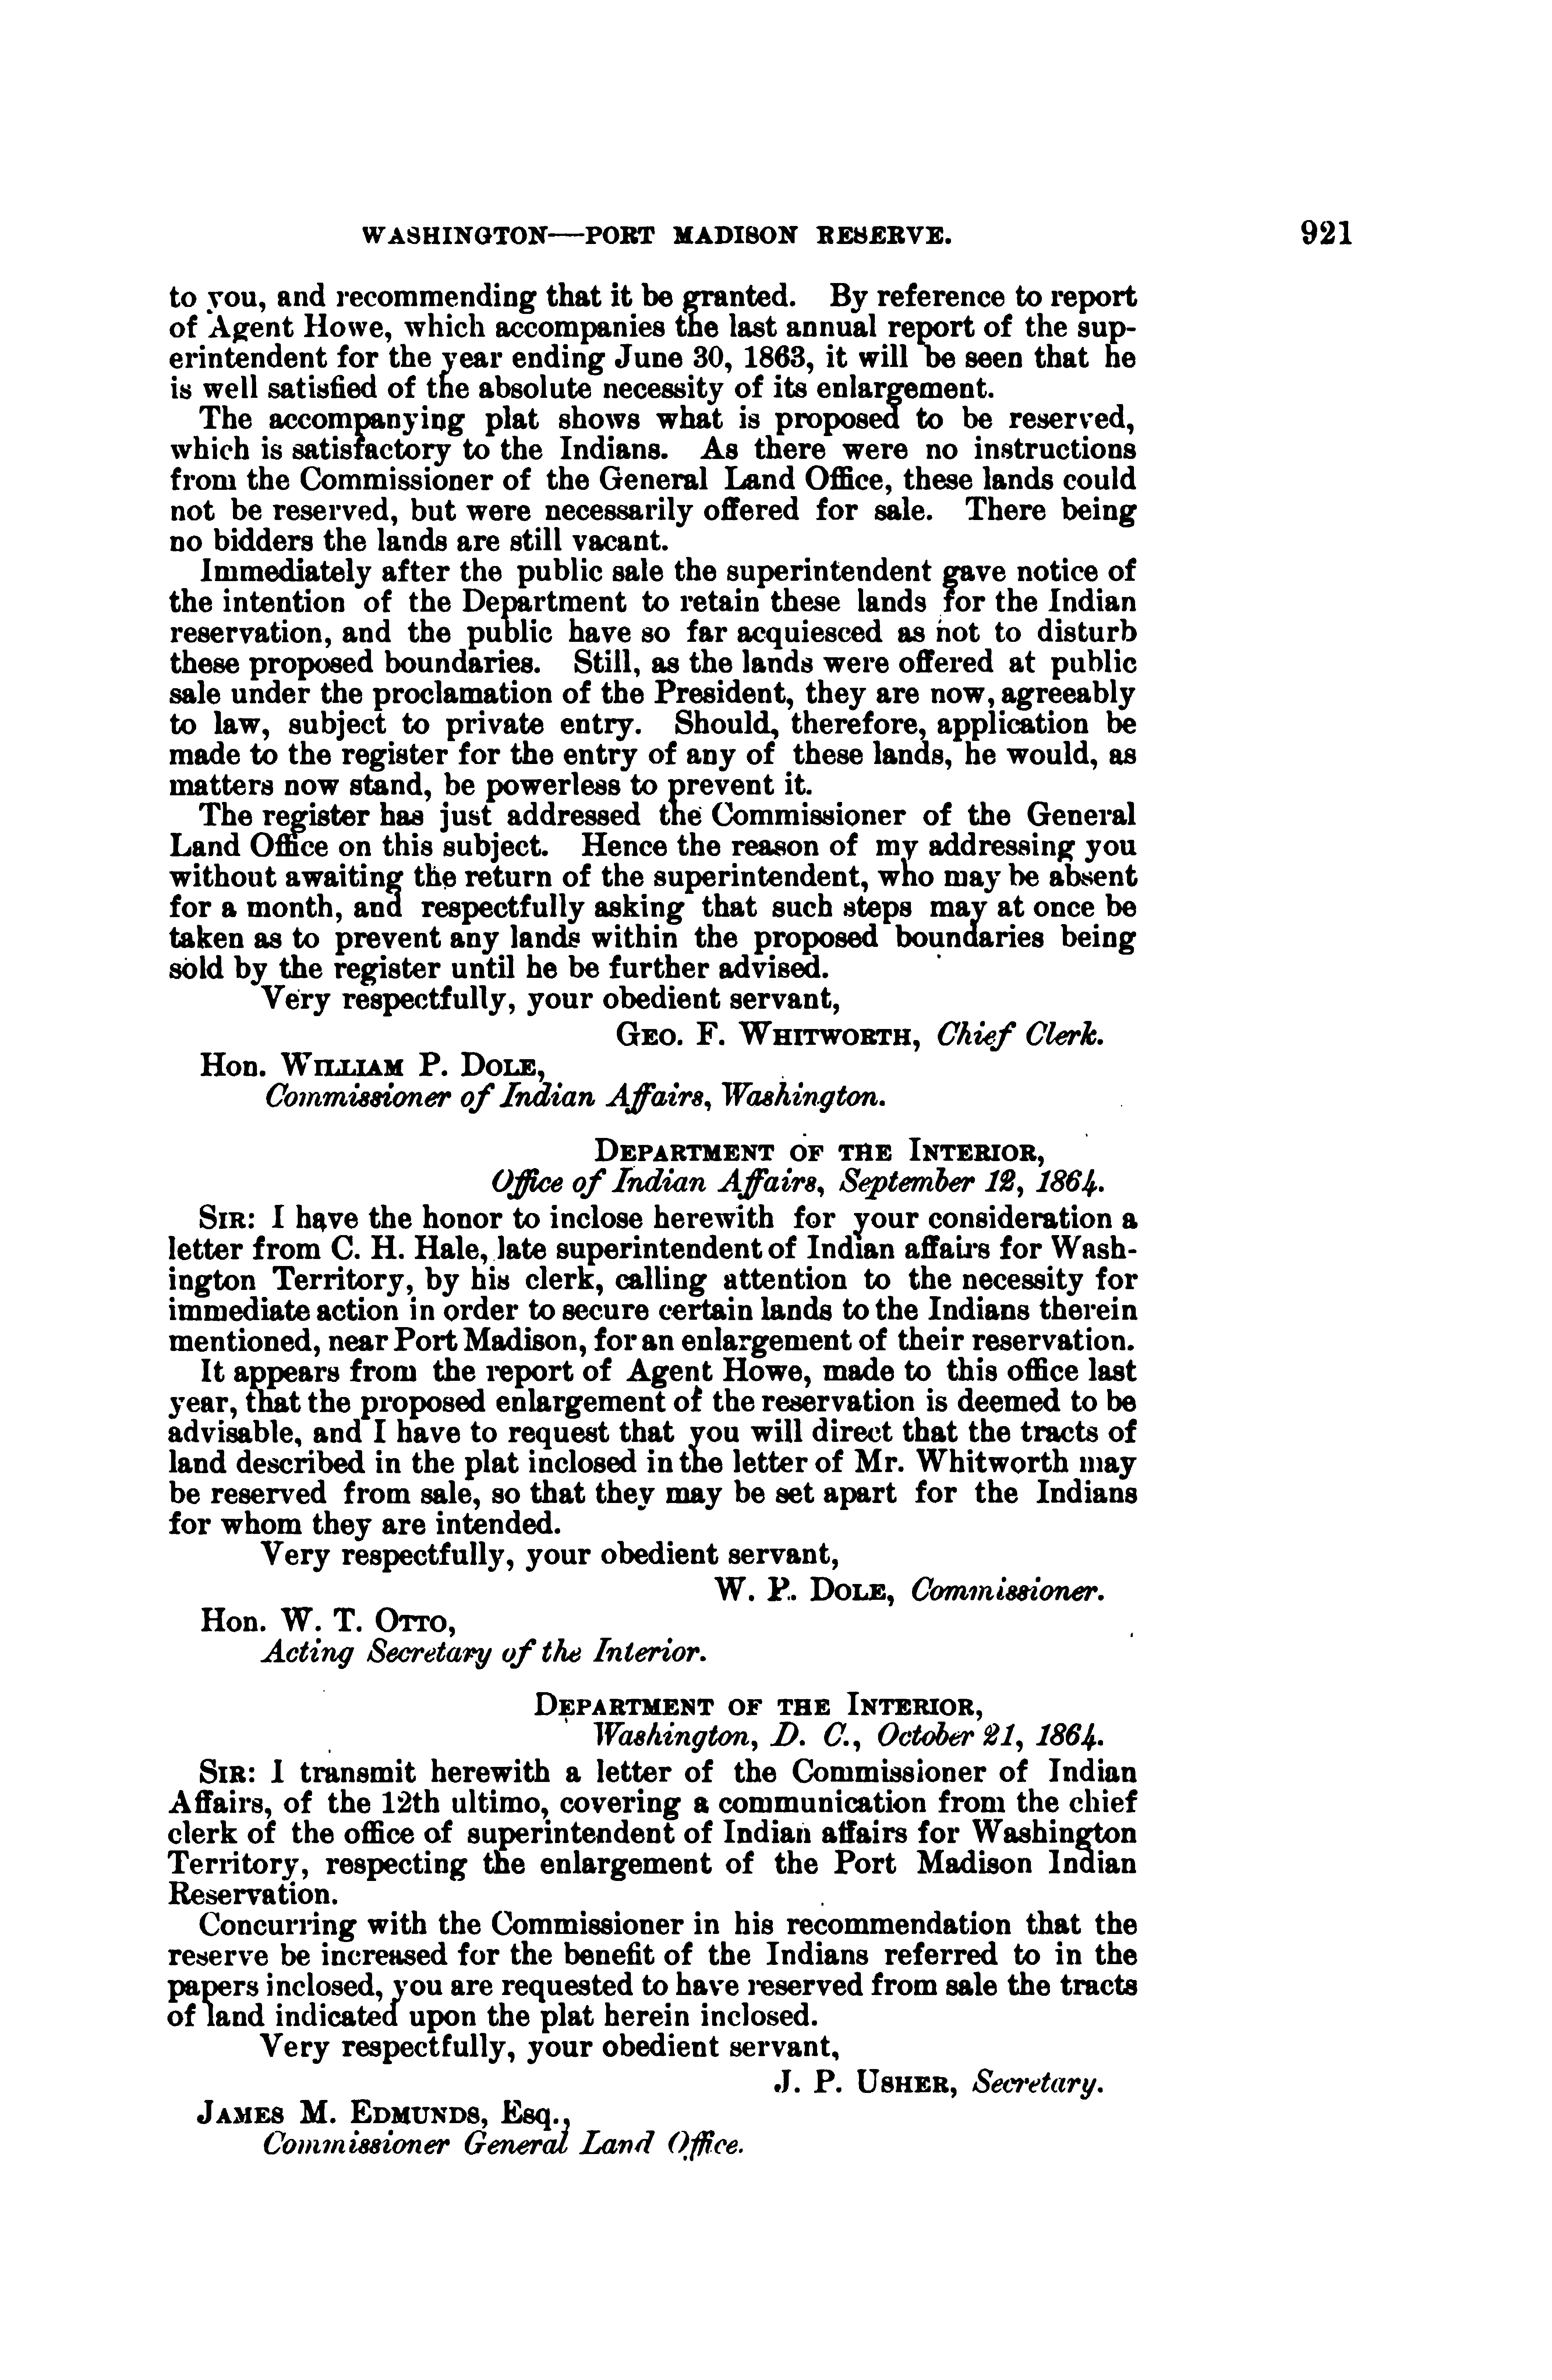 WASHINGTON—PORT MADISON RESERVE. 921
to you, and recommending that it be granted. By reference to report
of Agent Howe, which accompanies the last annual report of the sup-
erintendent for the year ending June 30, 1863, it will be seen that he
is well satisfied of the absolute necessity of its enlargement.
The accompanying plat shows what is proposed to be reserved,
which is satisfactory to the Indians. As there were no instructions
from the Commissioner of the General Land Office, these lands could
not be reserved, but were necessarily offered for sale. There being
no bidders the lands are still vacant.
Immediately after the public sale the superintendent gave notice of
the intention of the Department to retain these lands for the Indian
reservation, and the public have so far acquiesced as not to disturb
these proposed boundaries. Still, as the lands were offered at public
sale under the proclamation of the President, they are now, agreeably
to law, subject to private entry. Should, therefore, application be
made to the register for the entry of any of these lands, he would, as
matters now stand, be powerless to prevent it.
The register has just addressed the Commissioner of the General
Land Office on this subject. Hence the reason of my addressing you
without awaiting the return of the superintendent, who may be absent
for a month, and respectfully asking that such steps may at once be
taken as to prevent any lands within the proposed boundaries being
sold by the register until he be further advised.
Very respectfully, your obedient servant,
GEO. F. WHITWORTH, Chief Clerk.
Hon. WILLIAM P. DOLE,
Commissioner of Indian Affairs, Washington.
DEPARTMENT OF THE INTERIOR,
Office of Indian Affairs, September 12, 1864.
SIR: I have the honor to inclose herewith for your consideration a
letter from C. H. Hale, late superintendent of Indian affairs for Wash-
ington Territory, by his clerk, calling attention to the necessity for
immediate action in order to secure certain lands to the Indians therein
mentioned, near Port Madison, for an enlargement of their reservation.
It appears from the report of Agent Howe, made to this office last
year, that the proposed enlargement of the reservation is deemed to be
advisable, and I have to request that you will direct that the tracts of
land described in the plat inclosed in the letter of Mr. Whitworth may
be reserved from sale, so that they may be set apart for the Indians
for whom they are intended.
Very respectfully, your obedient servant,
W. P. DOLE, Commissioner.
Hon. W. T. OTTO,
Acting Secretary of the Interior.
DEPARTMENT OF THE INTERIOR,
Washington, D. C., October 21, 1864.
SIR: I transmit herewith a letter of the Commissioner of Indian
Affairs, of the 12th ultimo, covering a communication from the chief
clerk of the office of superintendent of Indian affairs for Washington
Territory, respecting the enlargement of the Port Madison Indian
Reservation.
Concurring with the Commissioner in his recommendation that the
reserve be increased for the benefit of the Indians referred to in the
papers inclosed, you are requested to have reserved from sale the tracts
of land indicated upon the plat herein inclosed.
Very respectfully, your obedient servant,
J. P. USHER, Secretary.
JAMES M. EDMUNDS, Esq.,
Commissioner General Land Office.